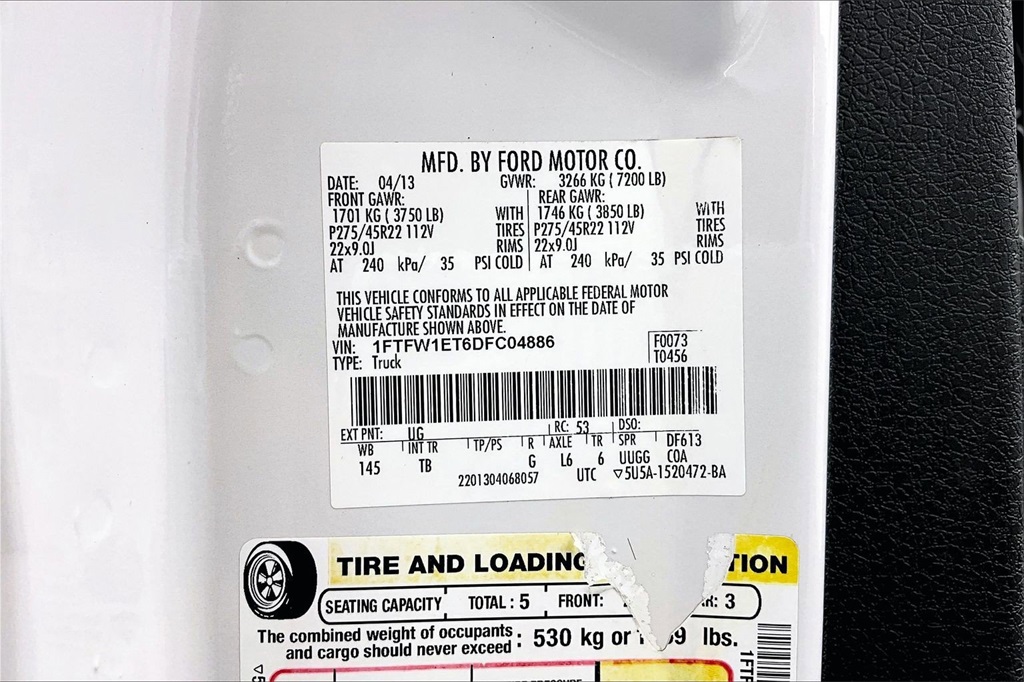 MFD. BY FORD MOTOR CO.
DATE: 04/13 GVWR: 3266 KG ( 7200 LB)
FRONT GAWR: REAR GAWR:
1701 KG ( 3750 LB) WITH 1746 KG ( 3850 LB) WITH
P275/45R22 112V TIRES P275/45R22 112V TIRES
22x9.0J RIMS 22x9.0J RIMS
AT 240 kPa/ 35 PSI COLD AT 240 kPa/ 35 PSI COLD
THIS VEHICLE CONFORMS TO ALL APPLICABLE FEDERAL MOTOR
VEHICLE SAFETY STANDARDS IN EFFECT ON THE DATE OF
MANUFACTURE SHOWN ABOVE.
VIN: 1FTFW1ET6DFC04886 F0073
TYPE: Truck T0456
EXT PNT: UG RC: 53 DSO:
WB INT TR TP/PS R AXLE TR SPR DF613
145 TB G L6 6 UUGG COA
2201304068057 UTC ▽5U5A-1520472-BA
TIRE AND LOADING TION
SEATING CAPACITY TOTAL : 5 FRONT: R: 3
The combined weight of occupants
and cargo should never exceed : 530 kg or 9 lbs.
1FTF
▽5